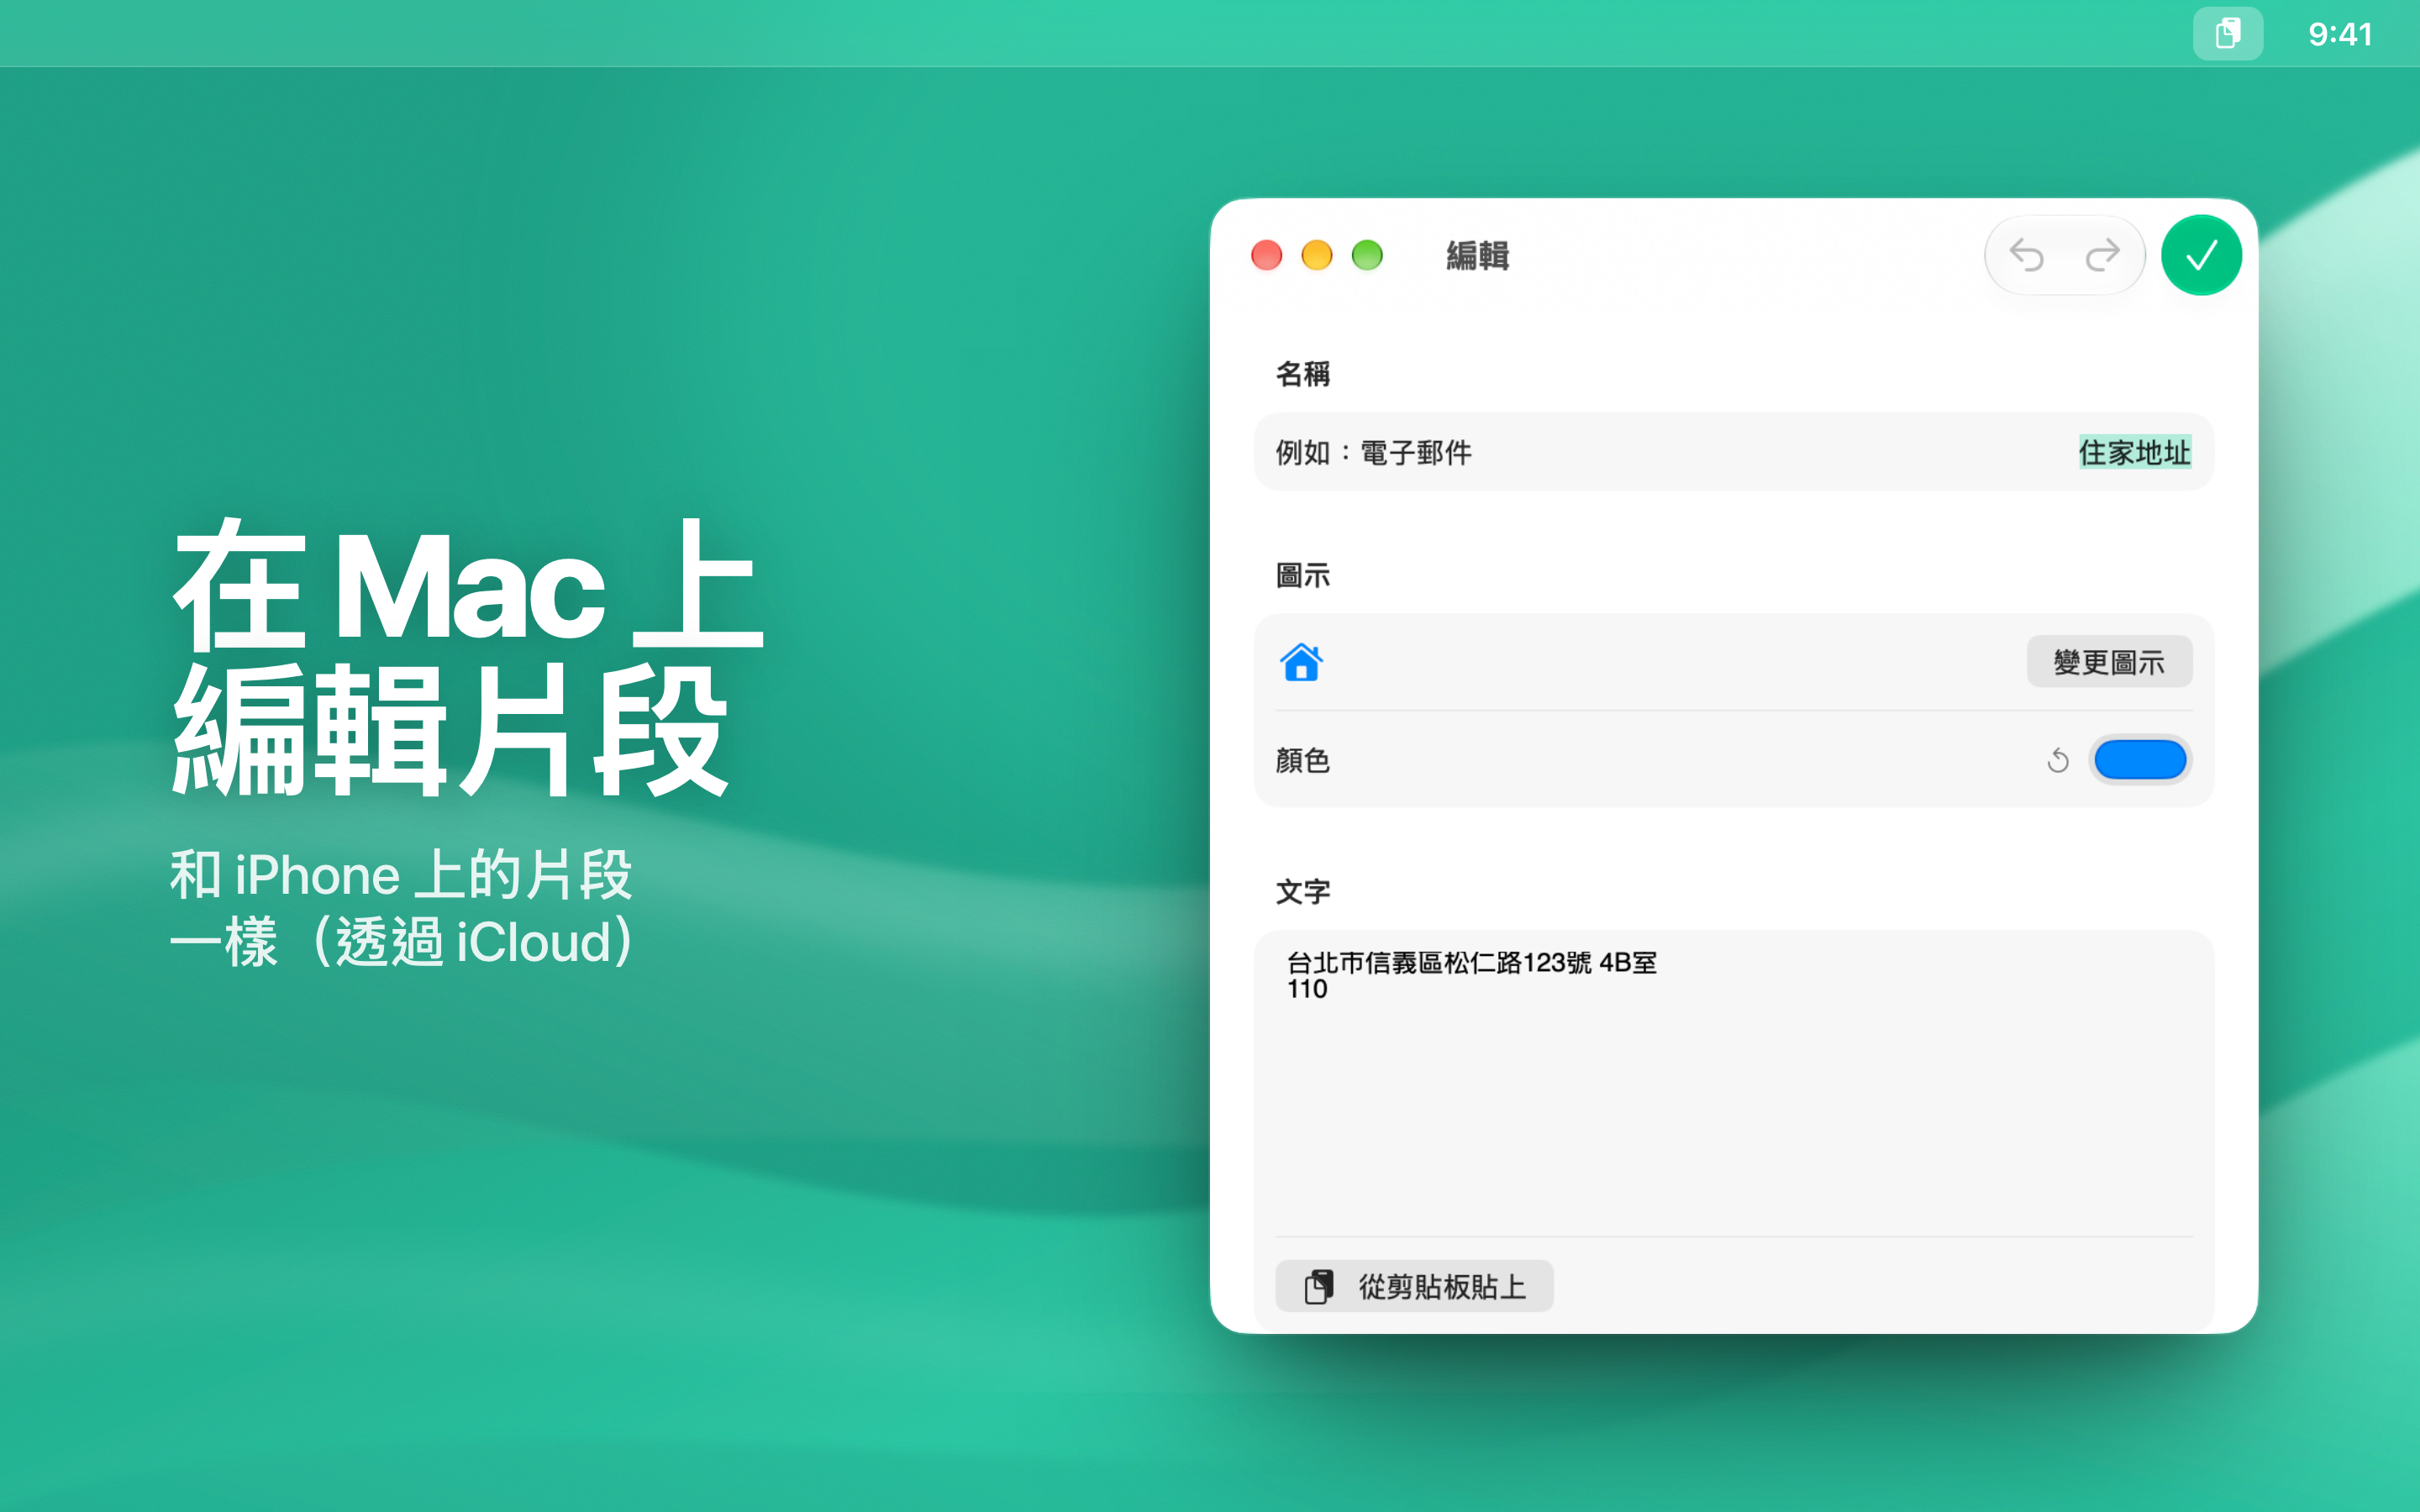 9:41
在 Mac 上
編輯片段
和 iPhone 上的片段
一樣（透過 iCloud）
編輯
名稱
例如：電子郵件 住家地址
圖示
變更圖示
顏色
文字
台北市信義區松仁路123號 4B室
110
從剪貼板貼上